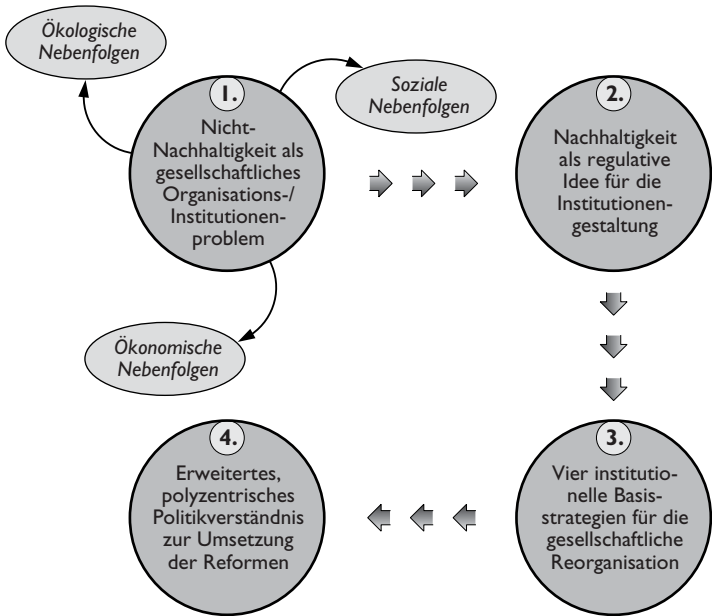 Ökologische
Nebenfolgen
1.
Nicht-
Nachhaltigkeit als
gesellschaftliches
Organisations-/
Institutionen-
problem
Soziale
Nebenfolgen
Ökonomische
Nebenfolgen
2.
Nachhaltigkeit
als regulative
Idee für die
Institutionen-
gestaltung
3.
Vier institutio-
nelle Basis-
strategien für die
gesellschaftliche
Reorganisation
4.
Erweitertes,
polyzentrisches
Politikverständnis
zur Umsetzung
der Reformen